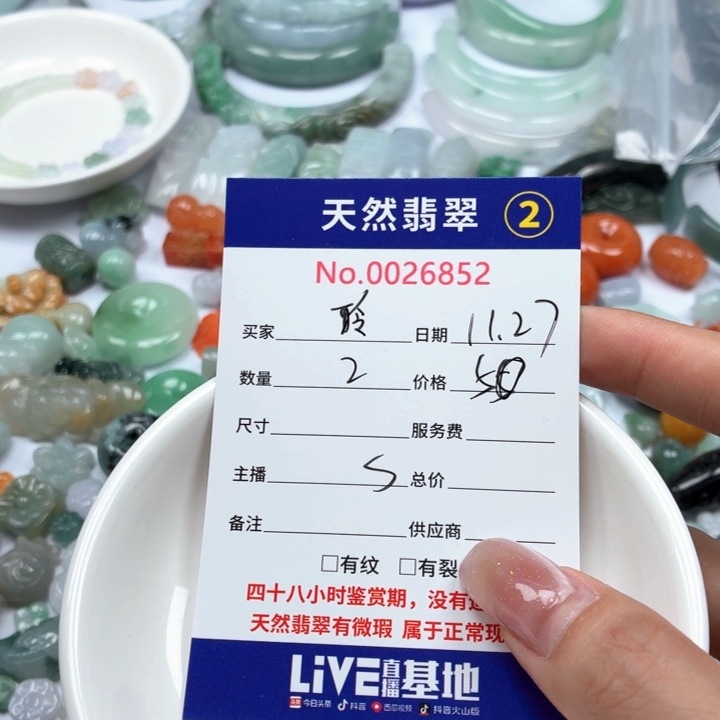 天然翡翠 2
No.0026852
买家 聆 日期 11.27
数量 2 价格
尺寸 服务费
主播 S 总价
备注 供应商
□有纹 □有裂
四十八小时鉴赏期，没有
天然翡翠有微瑕 属于正常现
LiVE直播基地
今日头条 抖音 西瓜视频 抖音火山版